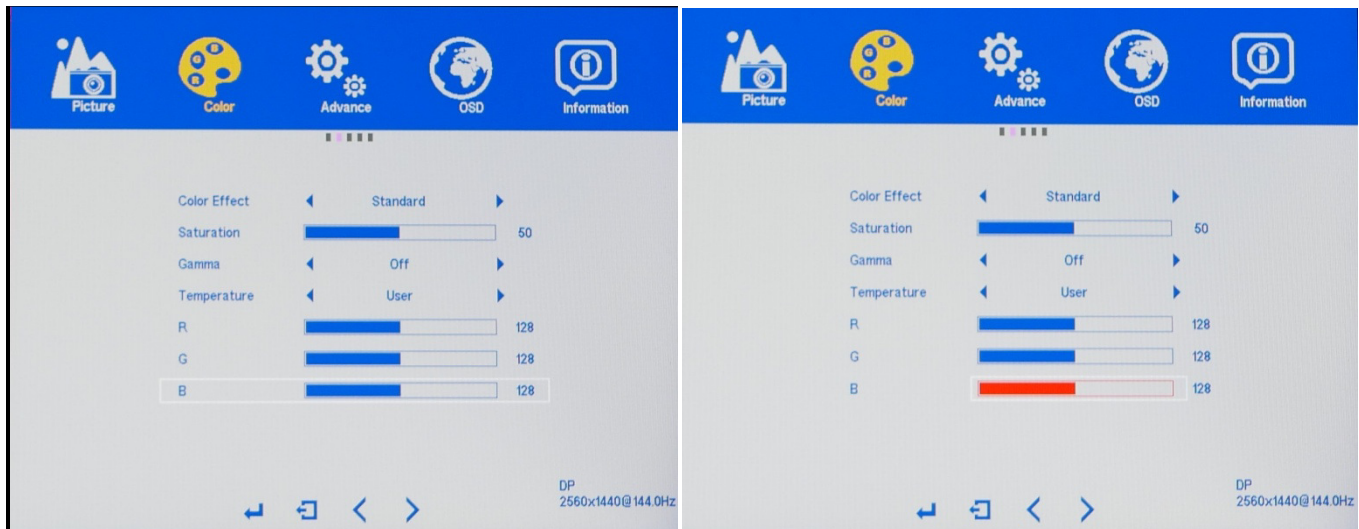 Picture Color Advance OSD Information
Color Effect Standard
Saturation 50
Gamma Off
Temperature User
R 128
G 128
B 128
DP
2560x1440@144.0Hz
Picture Color Advance OSD Information
Color Effect Standard
Saturation 50
Gamma Off
Temperature User
R 128
G 128
B 128
DP
2560x1440@144.0Hz